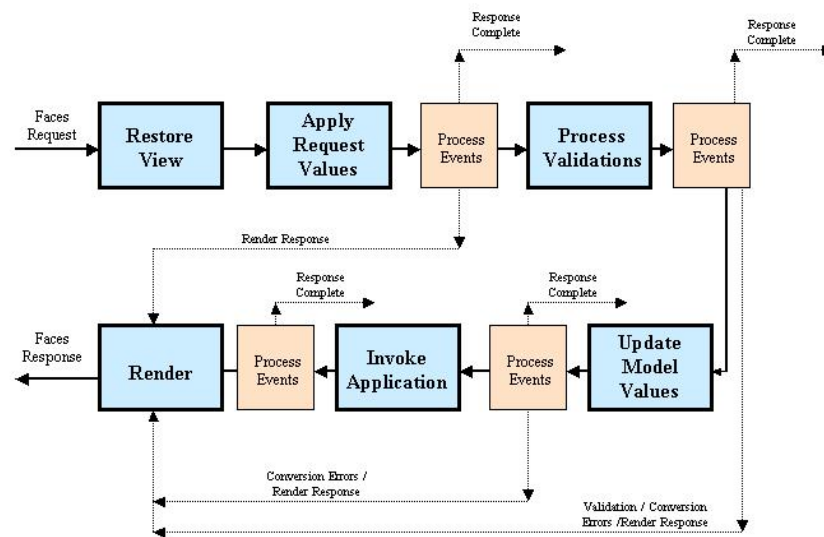 Response
Complete
Response
Complete
Faces
Request
Restore
View
Apply
Request
Values
Process
Events
Process
Validations
Process
Events
Render Response
Response
Complete
Response
Complete
Faces
Response
Render
Process
Events
Invoke
Application
Process
Events
Update
Model
Values
Conversion Errors /
Render Response
Validation / Conversion
Errors /Render Response